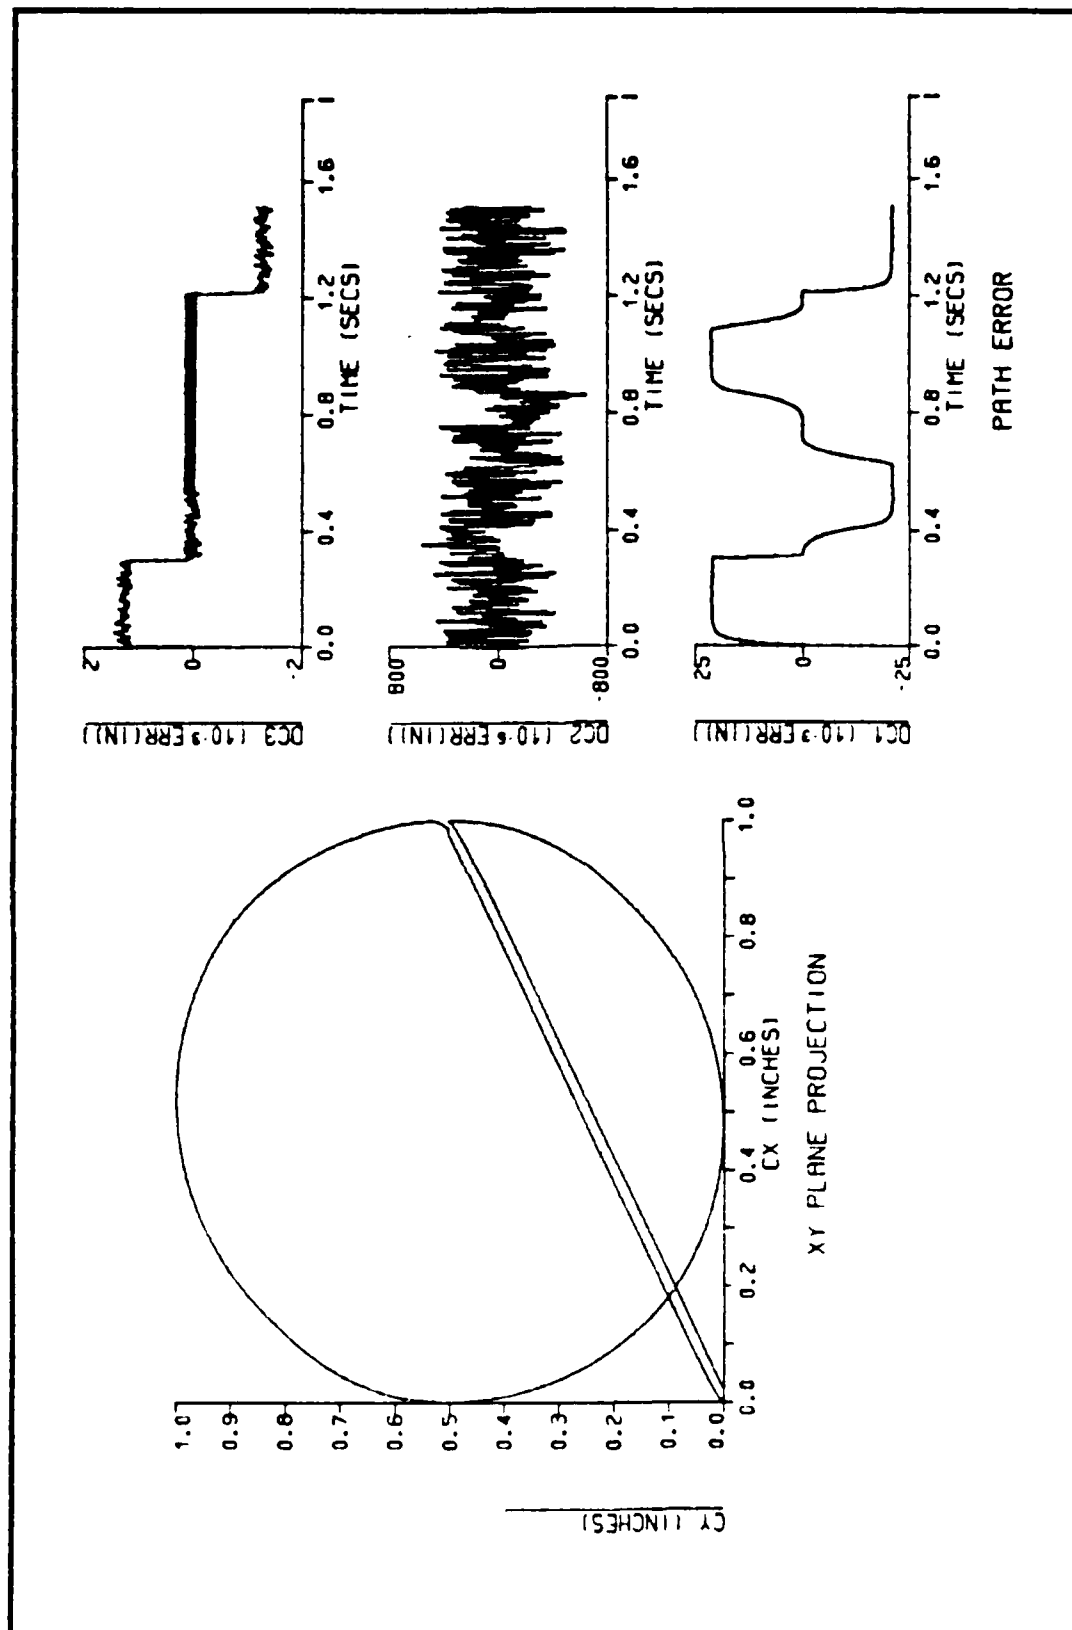 CY (INCHES)
1.0
0.9
0.8
0.7
0.6
0.5
0.4
0.3
0.2
0.1
0.0
0.0 0.2 0.4 0.6 0.8 1.0
CX (INCHES)
XY PLANE PROJECTION
DC3 (10-3 ERR(IN)
2
0
-2
0.0 0.4 0.8 1.2 1.6
TIME (SECS)
DC2 (10-6 ERR(IN)
800
0
-800
0.0 0.4 0.8 1.2 1.6
TIME (SECS)
DC1 (10-3 ERR(IN)
25
0
-25
0.0 0.4 0.8 1.2 1.6
TIME (SECS)
PATH ERROR